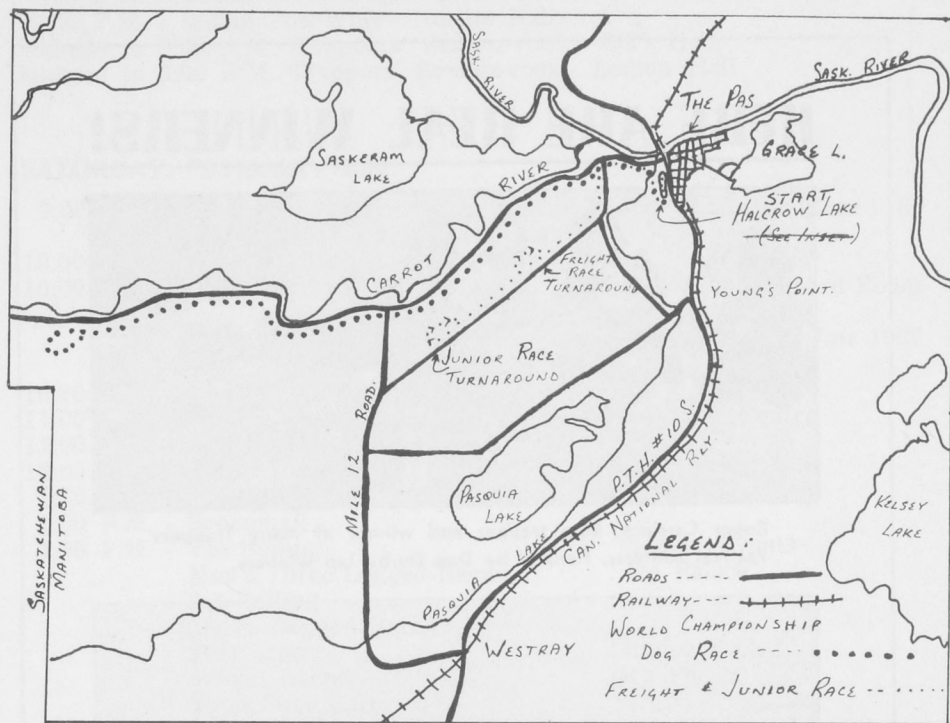 SASK.
RIVER
SASK. RIVER
THE PAS
GRACE L.
SASKERAM
LAKE
RIVER
START
HALCROW LAKE
(SEE INSET)
CARROT
FREIGHT
RACE
TURNAROUND
YOUNG'S POINT.
JUNIOR RACE
TURNAROUND
MILE 12 ROAD.
P.T.H. #10 S.
CAN. NATIONAL RLY
PASQUIA
LAKE
KELSEY
LAKE
SASKATCHEWAN
MANITOBA
PASQUIA LAKE
WESTRAY
LEGEND:
ROADS
RAILWAY
WORLD CHAMPIONSHIP
DOG RACE
FREIGHT & JUNIOR RACE